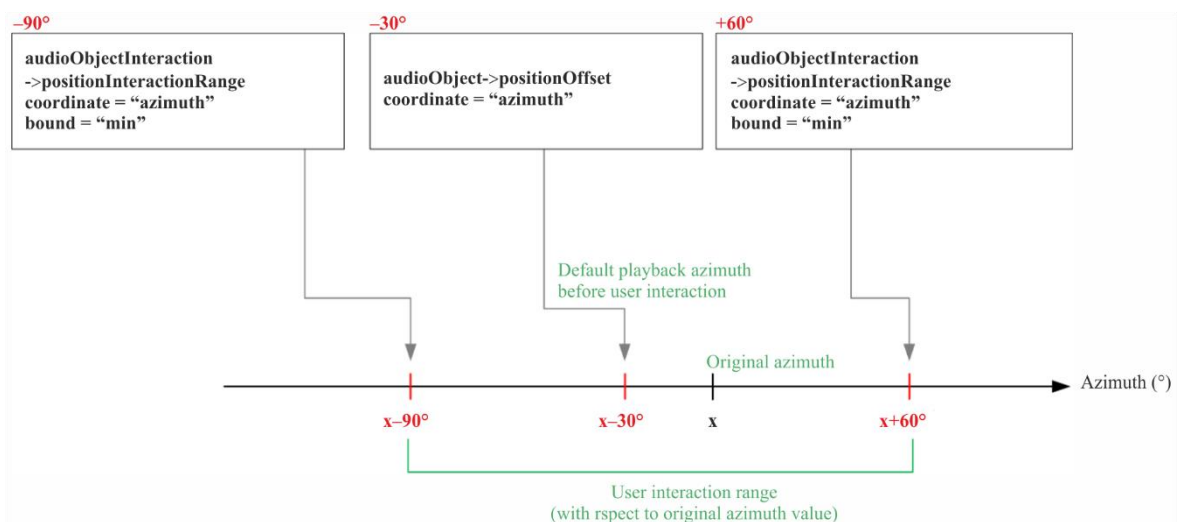 –90°
audioObjectInteraction
->positionInteractionRange
coordinate = “azimuth”
bound = “min”
–30°
audioObject->positionOffset
coordinate = “azimuth”
+60°
audioObjectInteraction
->positionInteractionRange
coordinate = “azimuth”
bound = “min”
Default playback azimuth
before user interaction
Original azimuth
Azimuth (°)
x–90°
x–30°
x
x+60°
User interaction range
(with rspect to original azimuth value)